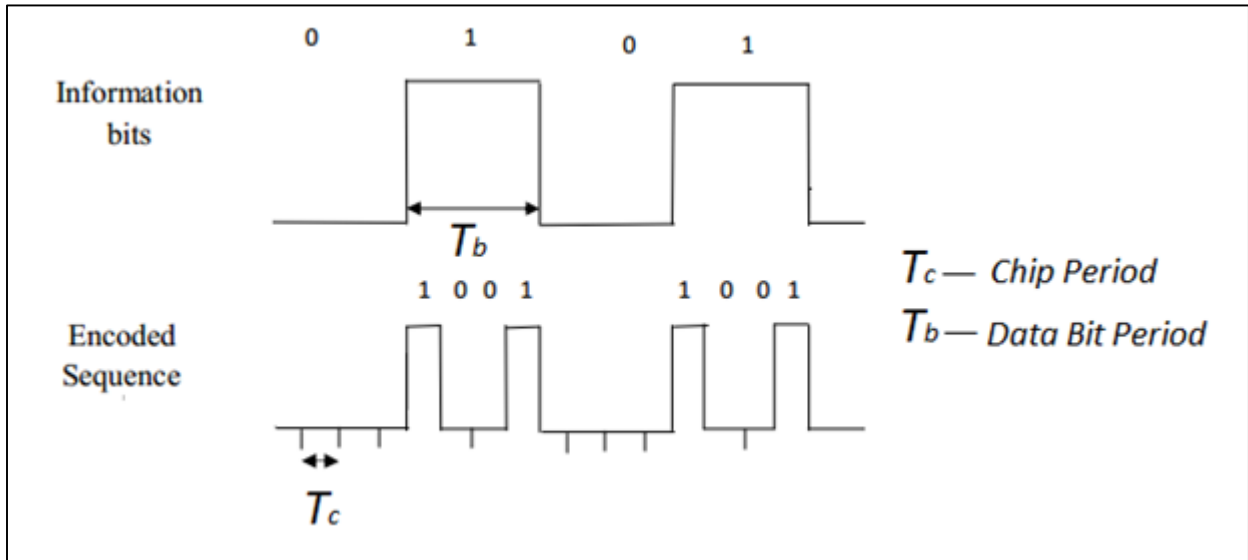 0 1 0 1
Information
bits
Tb
1 0 0 1 1 0 0 1
Tc — Chip Period
Tb — Data Bit Period
Encoded
Sequence
Tc